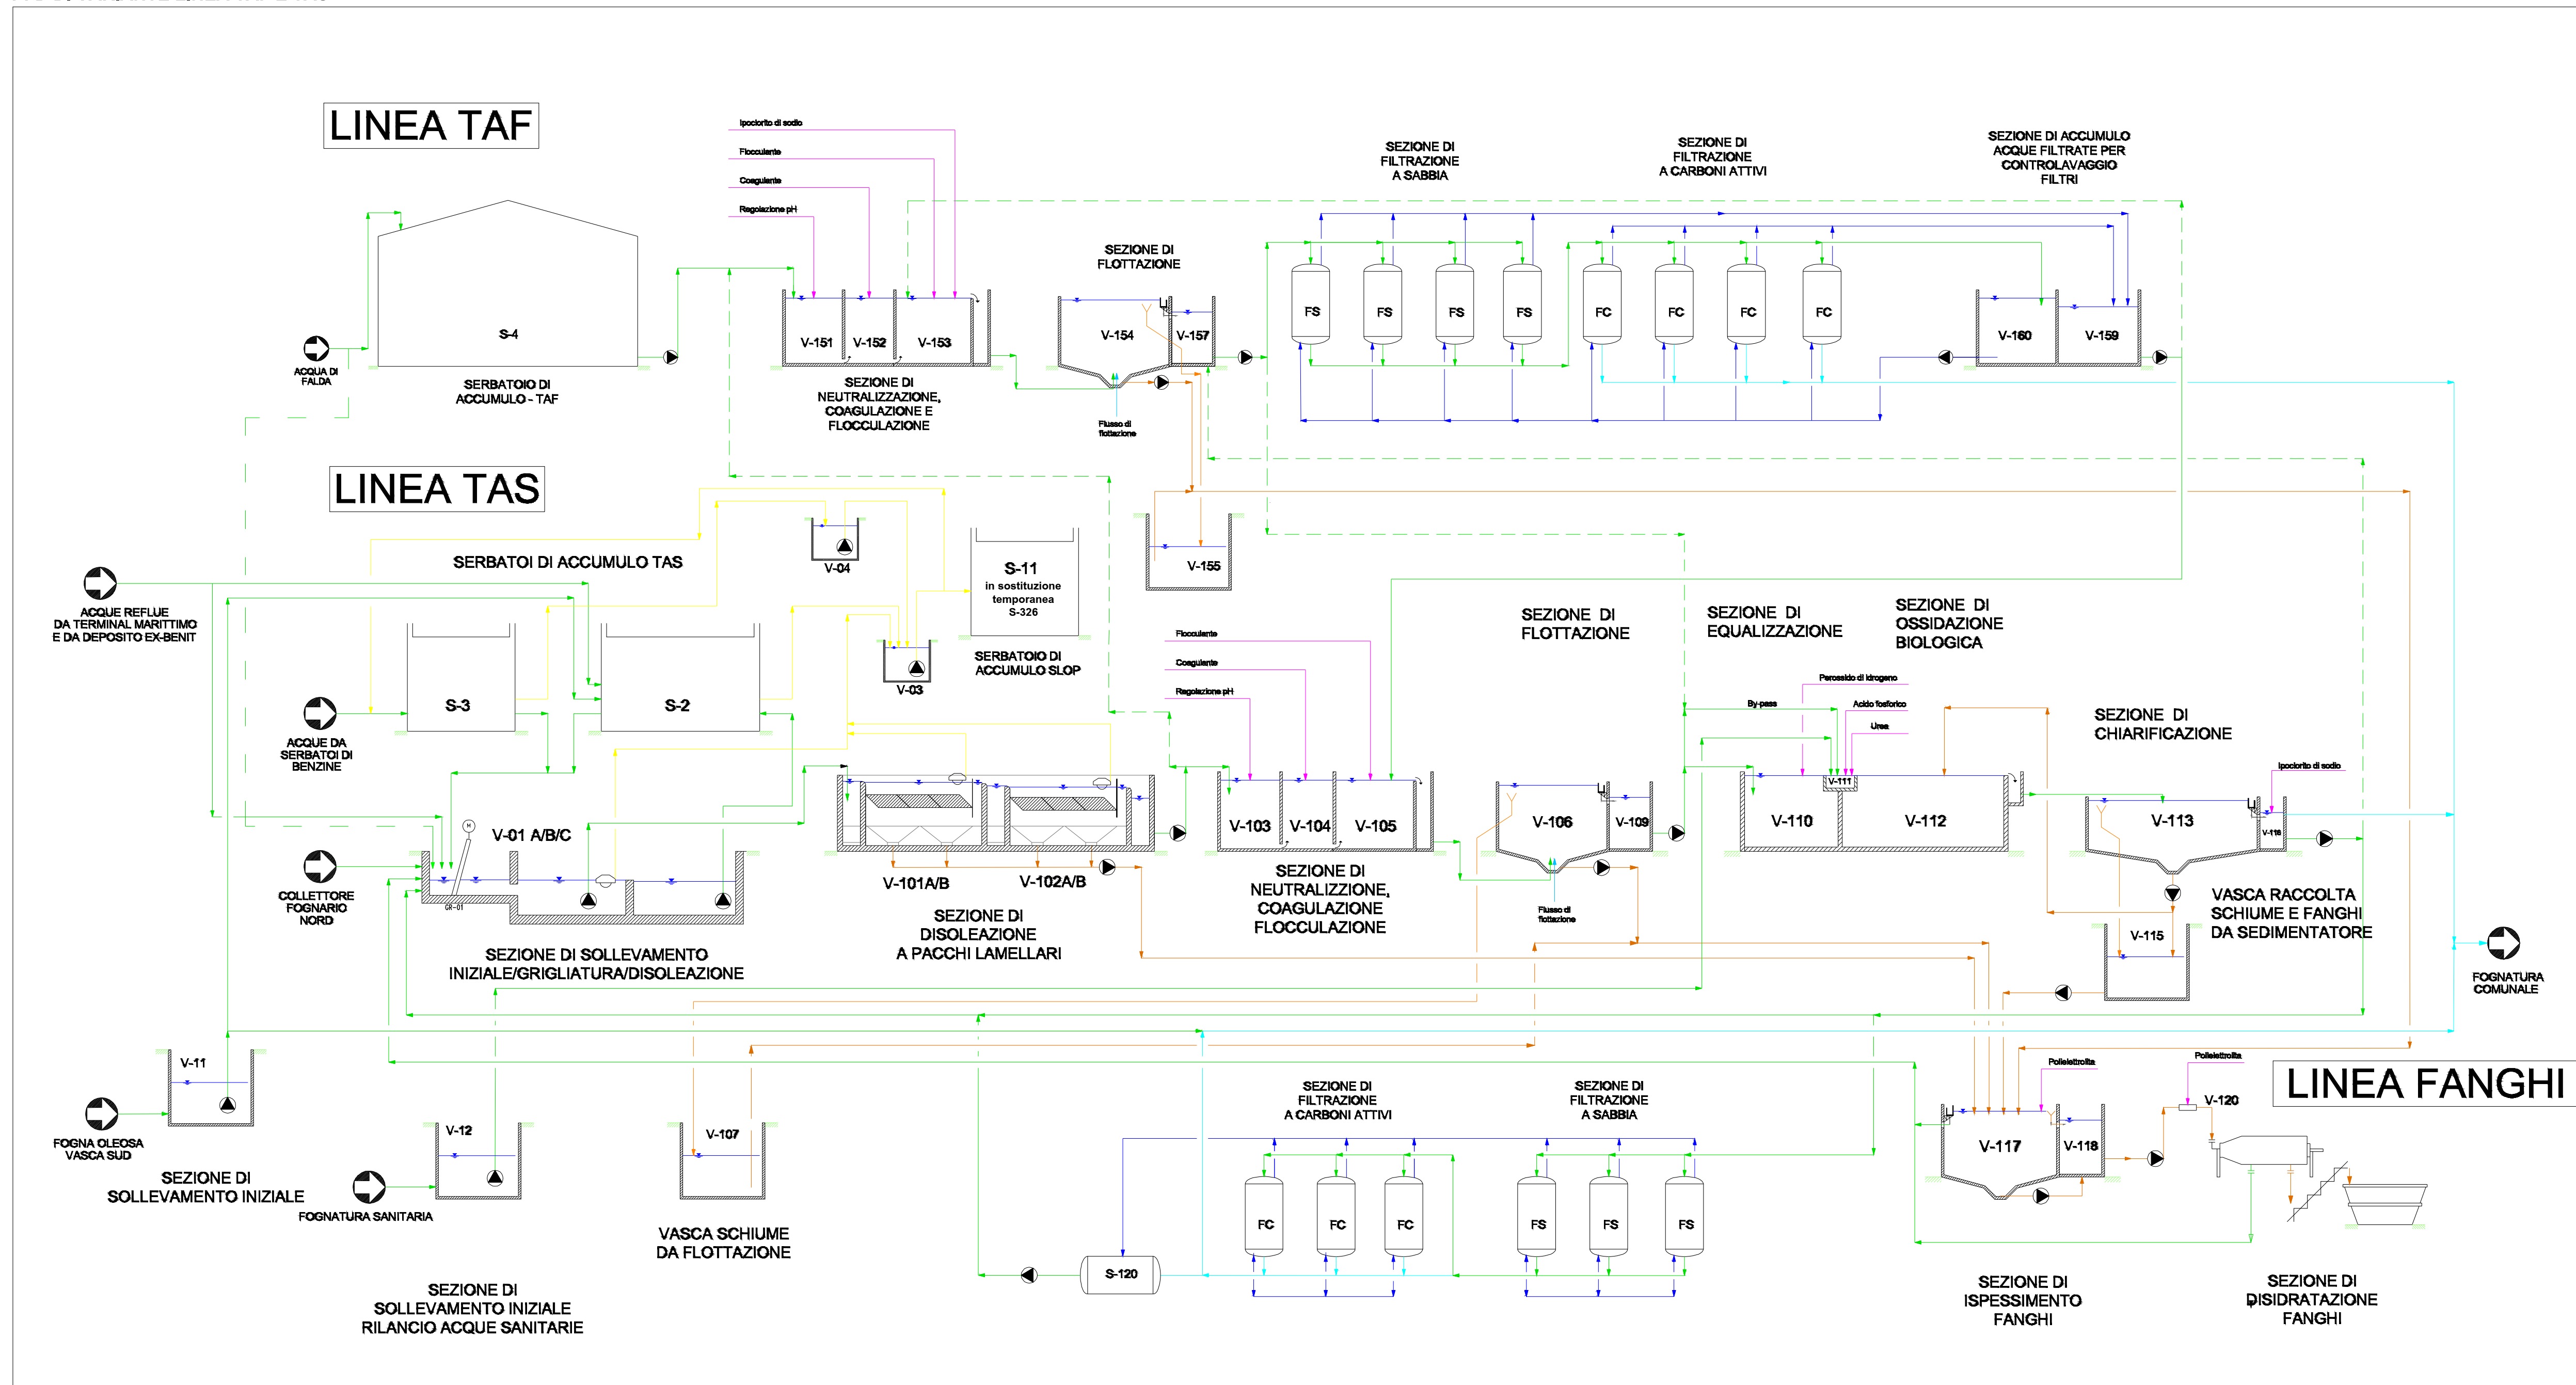 LINEA TAF
Ipoclorito di sodio
Flocculante
Coagulante
Regolazione pH
SEZIONE DI
FILTRAZIONE
A SABBIA
SEZIONE DI
FILTRAZIONE
A CARBONI ATTIVI
SEZIONE DI ACCUMULO
ACQUE FILTRATE PER
CONTROLAVAGGIO
FILTRI
SEZIONE DI
FLOTTAZIONE
S-4
ACQUA DI
FALDA
SERBATOIO DI
ACCUMULO - TAF
V-151
V-152
V-153
SEZIONE DI
NEUTRALIZZAZIONE,
COAGULAZIONE E
FLOCCULAZIONE
V-154
V-157
Flusso di
flottazione
FS
FS
FS
FS
FC
FC
FC
FC
V-160
V-159
LINEA TAS
SERBATOI DI ACCUMULO TAS
V-04
S-11
in sostituzione
temporanea
S-326
V-155
ACQUE REFLUE
DA TERMINAL MARITTIMO
E DA DEPOSITO EX-BENIT
SERBATOIO DI
ACCUMULO SLOP
V-03
S-3
S-2
ACQUE DA
SERBATOI DI
BENZINE
Flocculante
Coagulante
Regolazione pH
SEZIONE DI
FLOTTAZIONE
SEZIONE DI
EQUALIZZAZIONE
SEZIONE DI
OSSIDAZIONE
BIOLOGICA
Perossido di idrogeno
By-pass
Acido fosforico
Urea
SEZIONE DI
CHIARIFICAZIONE
Ipoclorito di sodio
M
V-01 A/B/C
GR-01
COLLETTORE
FOGNARIO
NORD
SEZIONE DI SOLLEVAMENTO
INIZIALE/GRIGLIATURA/DISOLEAZIONE
V-101A/B
V-102A/B
SEZIONE DI
DISOLEAZIONE
A PACCHI LAMELLARI
V-103
V-104
V-105
SEZIONE DI
NEUTRALIZZIONE,
COAGULAZIONE
FLOCCULAZIONE
V-106
V-109
Flusso di
flottazione
V-110
V-111
V-112
V-113
V-116
VASCA RACCOLTA
SCHIUME E FANGHI
DA SEDIMENTATORE
V-115
FOGNATURA
COMUNALE
V-11
FOGNA OLEOSA
VASCA SUD
SEZIONE DI
SOLLEVAMENTO INIZIALE
V-12
FOGNATURA SANITARIA
SEZIONE DI
SOLLEVAMENTO INIZIALE
RILANCIO ACQUE SANITARIE
V-107
VASCA SCHIUME
DA FLOTTAZIONE
SEZIONE DI
FILTRAZIONE
A CARBONI ATTIVI
SEZIONE DI
FILTRAZIONE
A SABBIA
S-120
FC
FC
FC
FS
FS
FS
Polielettrolita
Polielettrolita
LINEA FANGHI
V-120
V-117
V-118
SEZIONE DI
ISPESSIMENTO
FANGHI
SEZIONE DI
DISIDRATAZIONE
FANGHI